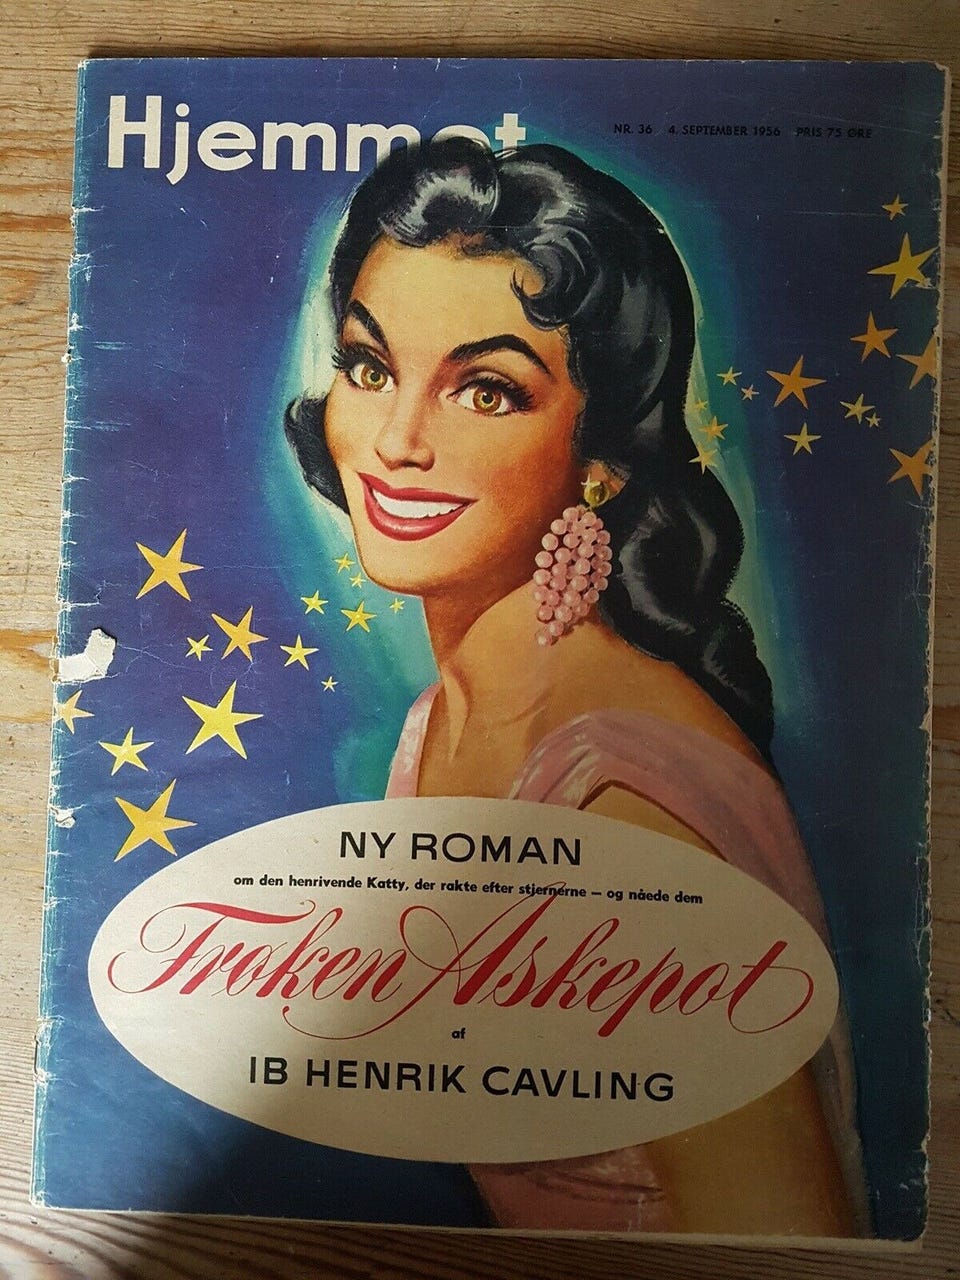 Hjemmet
NR. 36 4. SEPTEMBER 1956 PRIS 75 ØRE
NY ROMAN
om den henrivende Katty, der rakte efter stjernerne – og nåede dem
Frøken Askepot
af
IB HENRIK CAVLING